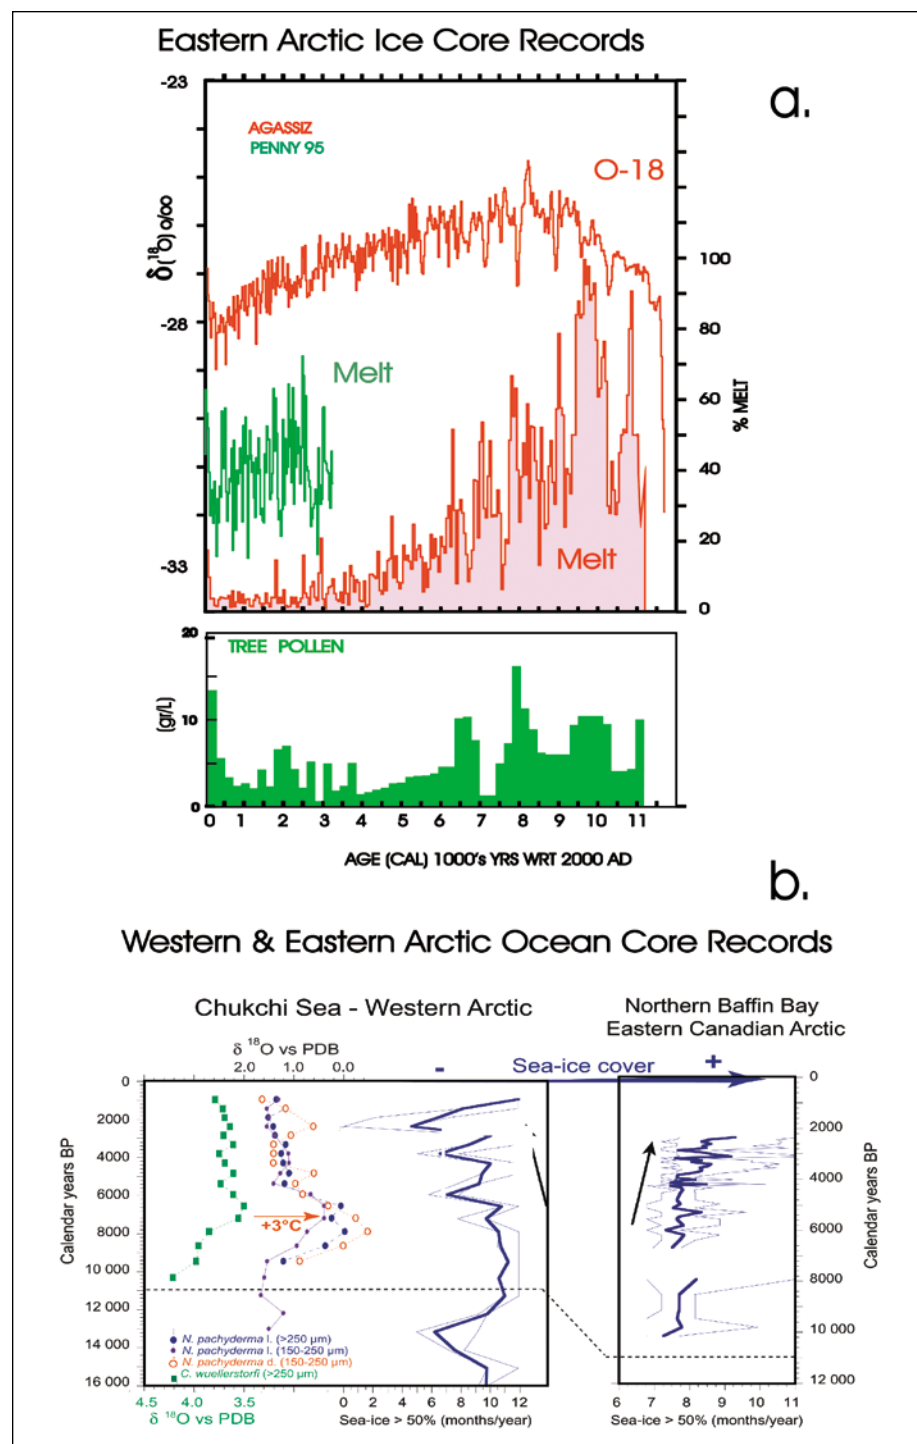 Eastern Arctic Ice Core Records
a.
-23
AGASSIZ
PENNY 95
O-18
δ(¹⁸O) o/oo
-28
-33
100
80
60
40
20
0
% MELT
Melt
Melt
TREE POLLEN
20
10
0
(gr/L)
0 1 2 3 4 5 6 7 8 9 10 11
AGE (CAL) 1000's YRS WRT 2000 AD
b.
Western & Eastern Arctic Ocean Core Records
Chukchi Sea - Western Arctic
Northern Baffin Bay
Eastern Canadian Arctic
δ ¹⁸O vs PDB
2.0 1.0 0.0
- Sea-ice cover +
0
2000
4000
6000
8000
10 000
12 000
14 000
16 000
Calendar years BP
+3°C
N. pachyderma l. (>250 µm)
N. pachyderma l. (150-250 µm)
N. pachyderma d. (150-250 µm)
C. wuellerstorfi (>250 µm)
4.5 4.0 3.5
δ ¹⁸O vs PDB
0 2 4 6 8 10 12
Sea-ice > 50% (months/year)
0
2000
4000
6000
8000
10 000
12 000
Calendar years BP
6 7 8 9 10 11
Sea-ice > 50% (months/year)